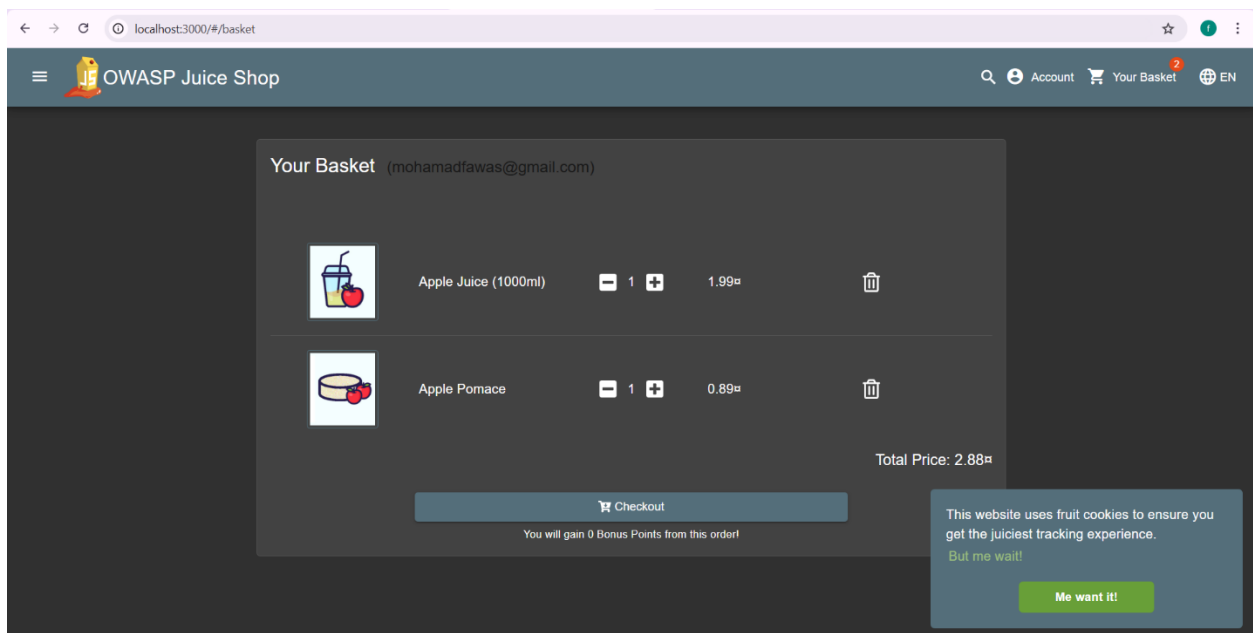 localhost:3000/#/basket
f
OWASP Juice Shop
Account
Your Basket
2
EN
Your Basket (mohamadfawas@gmail.com)
Apple Juice (1000ml) 1 1.99¤
Apple Pomace 1 0.89¤
Total Price: 2.88¤
Checkout
You will gain 0 Bonus Points from this order!
This website uses fruit cookies to ensure you
get the juiciest tracking experience.
But me wait!
Me want it!